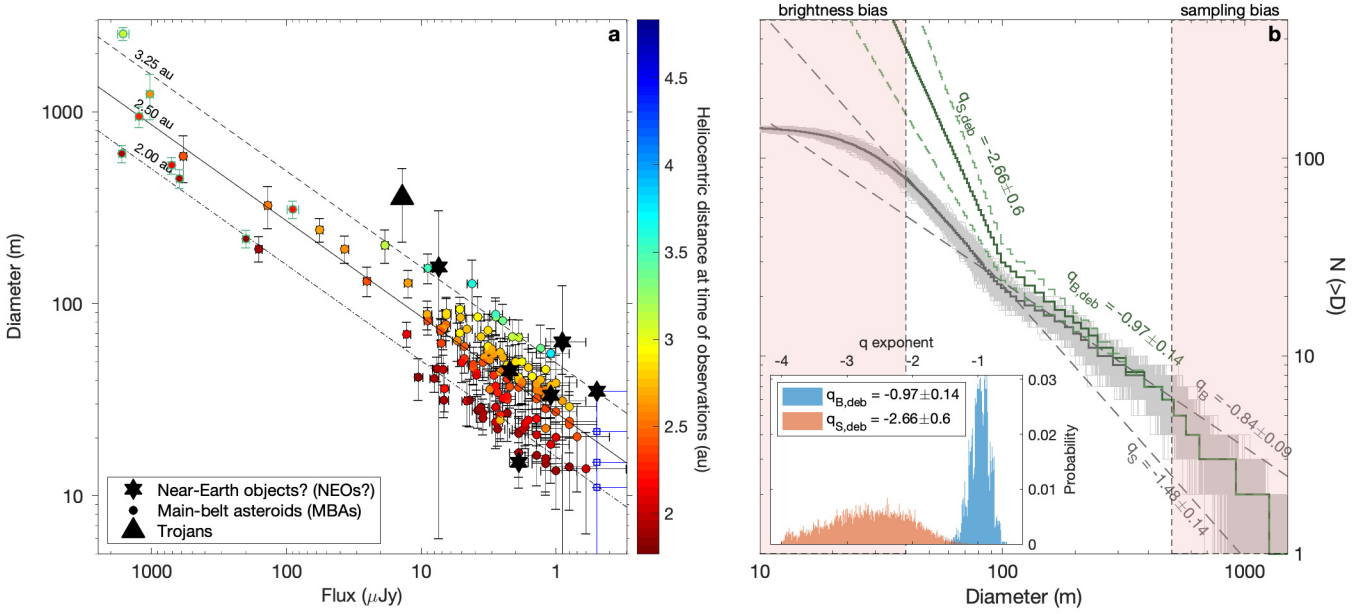 a
3.25 au
2.50 au
2.00 au
1000
100
10
Diameter (m)
1000
100
10
1
Flux (μJy)
Near-Earth objects? (NEOs?)
Main-belt asteroids (MBAs)
Trojans
4.5
4
3.5
3
2.5
2
Heliocentric distance at time of observations (au)
brightness bias
sampling bias
b
q_S,deb = -2.66±0.6
q_B,deb = -0.97±0.14
q_B = -0.84±0.09
q_S = -1.48±0.14
100
10
1
N (>D)
10
100
1000
Diameter (m)
q exponent
-4
-3
-2
-1
q_B,deb = -0.97±0.14
q_S,deb = -2.66±0.6
0.03
0.02
0.01
0
Probability